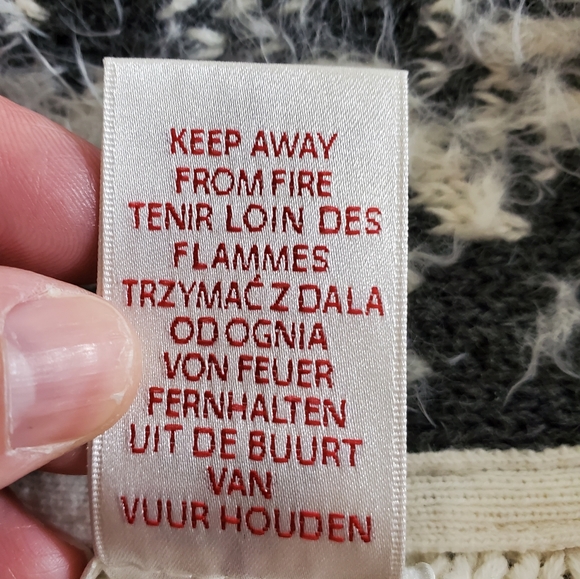 KEEP AWAY
FROM FIRE
TENIR LOIN DES
FLAMMES
TRZYMAĆ Z DALA
OD OGNIA
VON FEUER
FERNHALTEN
UIT DE BUURT
VAN
VUUR HOUDEN